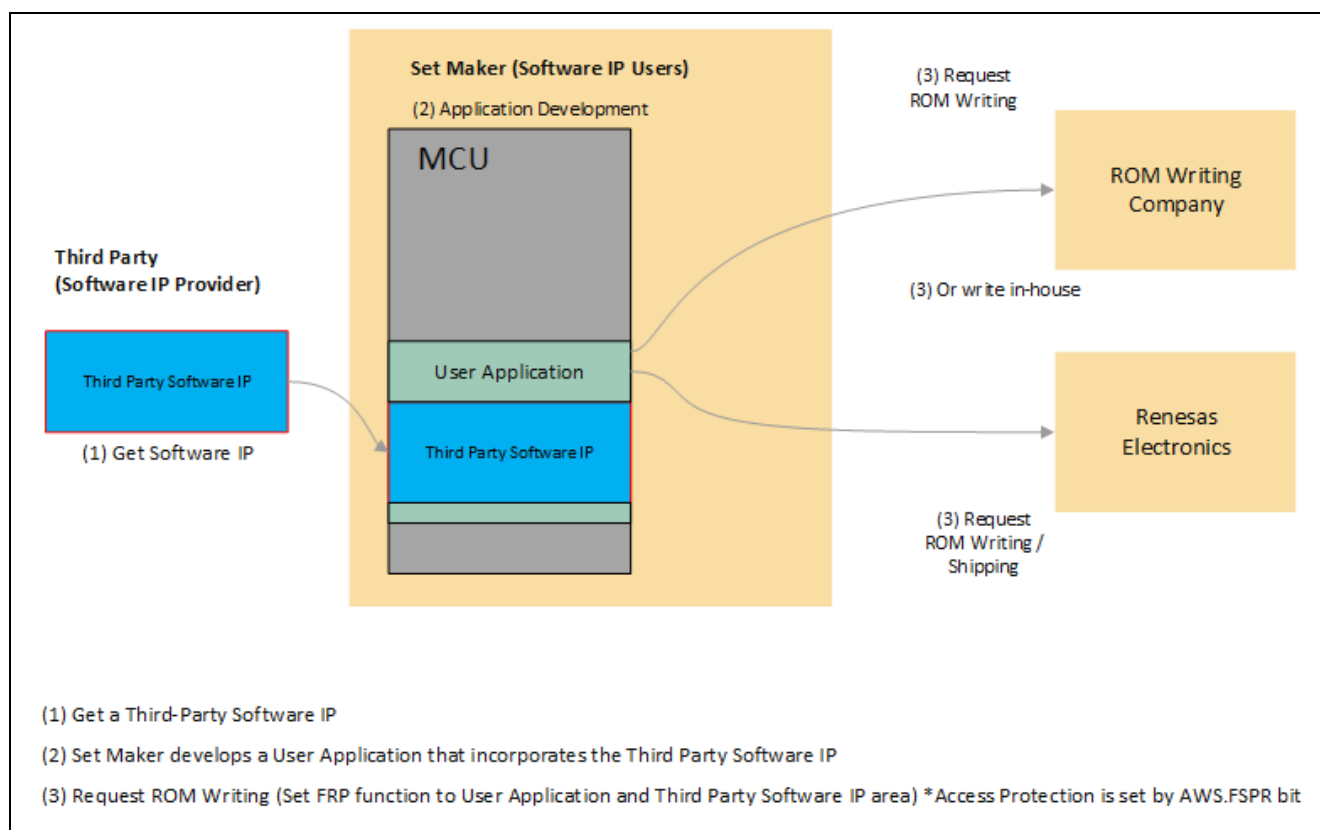 Set Maker (Software IP Users)
(2) Application Development
MCU
(3) Request
ROM Writing
ROM Writing
Company
Third Party
(Software IP Provider)
(3) Or write in-house
Third Party Software IP
User Application
(1) Get Software IP
Third Party Software IP
Renesas
Electronics
(3) Request
ROM Writing /
Shipping
(1) Get a Third-Party Software IP
(2) Set Maker develops a User Application that incorporates the Third Party Software IP
(3) Request ROM Writing (Set FRP function to User Application and Third Party Software IP area) *Access Protection is set by AWS.FSPR bit